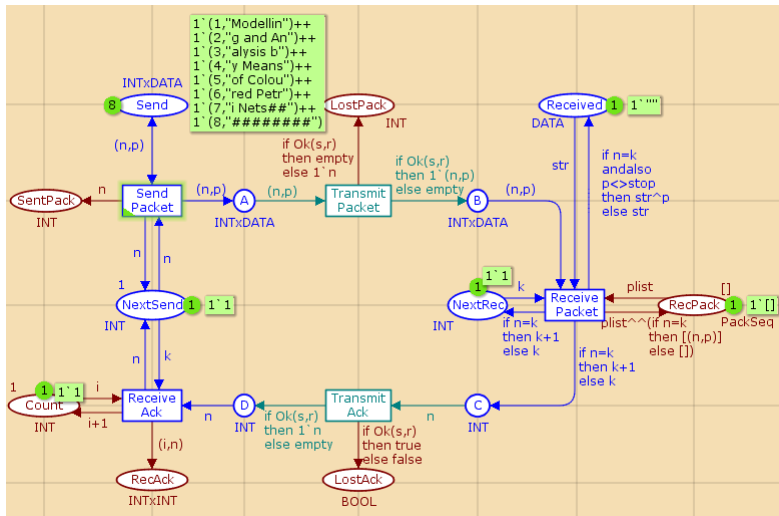 1`(1,"Modellin")++
1`(2,"g and An")++
1`(3,"alysis b")++
1`(4,"y Means")++
1`(5,"of Colou")++
1`(6,"red Petr")++
1`(7,"i Nets##")++
1`(8,"########")
INTxDATA
8
Send
LostPack
INT
Received
1
1`""
DATA
(n,p)
if Ok(s,r)
then empty
else 1`n
if Ok(s,r)
then 1`(n,p)
else empty
str
if n=k
andalso
p<>stop
then str^p
else str
SentPack
INT
n
Send
Packet
(n,p)
A
INTxDATA
(n,p)
Transmit
Packet
B
INTxDATA
(n,p)
n
n
1
NextSend
INT
1
1`1
1
1`1
NextRec
INT
k
if n=k
then k+1
else k
Receive
Packet
plist
[]
RecPack
1
1`[]
PackSeq
plist^^(if n=k
then [(n,p)]
else [])
if n=k
then k+1
else k
n
k
1
1
1`1
Count
INT
i
i+1
Receive
Ack
n
D
INT
if Ok(s,r)
then 1`n
else empty
Transmit
Ack
n
C
INT
if Ok(s,r)
then true
else false
(i,n)
RecAck
INTxINT
LostAck
BOOL